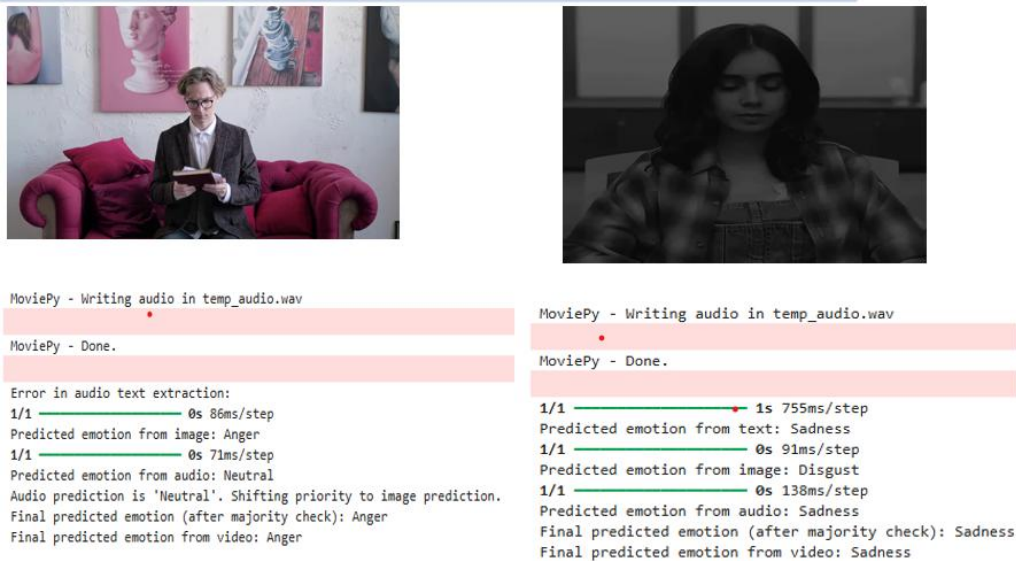 MoviePy - Writing audio in temp_audio.wav
MoviePy - Done.
Error in audio text extraction:
1/1 ━━━━━━━━━━ 0s 86ms/step
Predicted emotion from image: Anger
1/1 ━━━━━━━━━━ 0s 71ms/step
Predicted emotion from audio: Neutral
Audio prediction is 'Neutral'. Shifting priority to image prediction.
Final predicted emotion (after majority check): Anger
Final predicted emotion from video: Anger
MoviePy - Writing audio in temp_audio.wav
MoviePy - Done.
1/1 ━━━━━━━━━━ 1s 755ms/step
Predicted emotion from text: Sadness
1/1 ━━━━━━━━━━ 0s 91ms/step
Predicted emotion from image: Disgust
1/1 ━━━━━━━━━━ 0s 138ms/step
Predicted emotion from audio: Sadness
Final predicted emotion (after majority check): Sadness
Final predicted emotion from video: Sadness